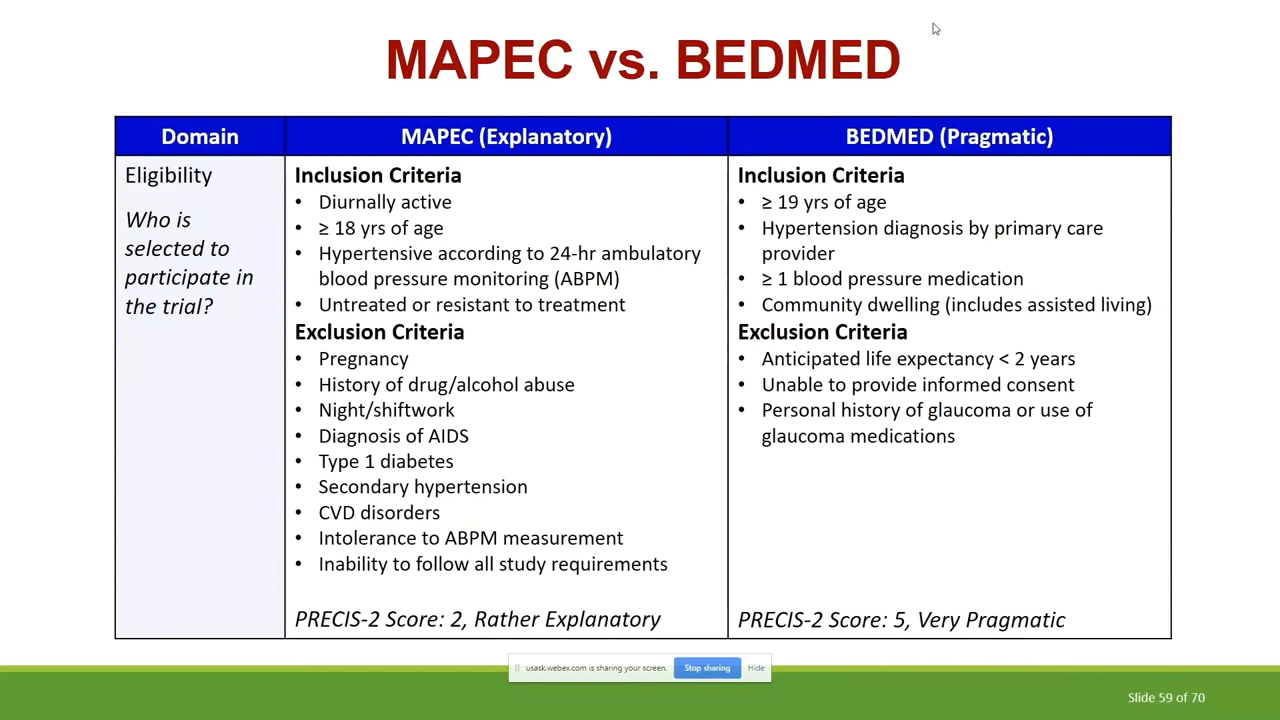 MAPEC vs. BEDMED
Domain
MAPEC (Explanatory)
BEDMED (Pragmatic)
Eligibility
Who is
selected to
participate in
the trial?
Inclusion Criteria
• Diurnally active
• ≥ 18 yrs of age
• Hypertensive according to 24-hr ambulatory
blood pressure monitoring (ABPM)
• Untreated or resistant to treatment
Exclusion Criteria
• Pregnancy
• History of drug/alcohol abuse
• Night/shiftwork
• Diagnosis of AIDS
• Type 1 diabetes
• Secondary hypertension
• CVD disorders
• Intolerance to ABPM measurement
• Inability to follow all study requirements
PRECIS-2 Score: 2, Rather Explanatory
Inclusion Criteria
• ≥ 19 yrs of age
• Hypertension diagnosis by primary care
provider
• ≥ 1 blood pressure medication
• Community dwelling (includes assisted living)
Exclusion Criteria
• Anticipated life expectancy < 2 years
• Unable to provide informed consent
• Personal history of glaucoma or use of
glaucoma medications
PRECIS-2 Score: 5, Very Pragmatic
usask.webex.com is sharing your screen.
Stop sharing
Hide
Slide 59 of 70